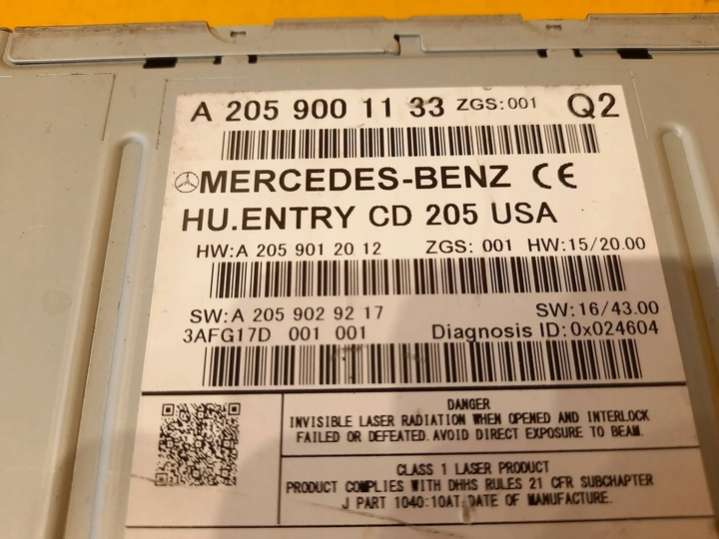 A 205 900 11 33 ZGS:001 Q2
MERCEDES-BENZ CE
HU.ENTRY CD 205 USA
HW:A 205 901 20 12 ZGS: 001 HW:15/20.00
SW:A 205 902 92 17 SW:16/43.00
3AFG17D 001 001 Diagnosis ID:0x024604
DANGER
INVISIBLE LASER RADIATION WHEN OPENED AND INTERLOCK
FAILED OR DEFEATED. AVOID DIRECT EXPOSURE TO BEAM.
CLASS 1 LASER PRODUCT
PRODUCT COMPLIES WITH DHHS RULES 21 CFR SUBCHAPTER
J PART 1040:10AT DATE OF MANUFACTURE.